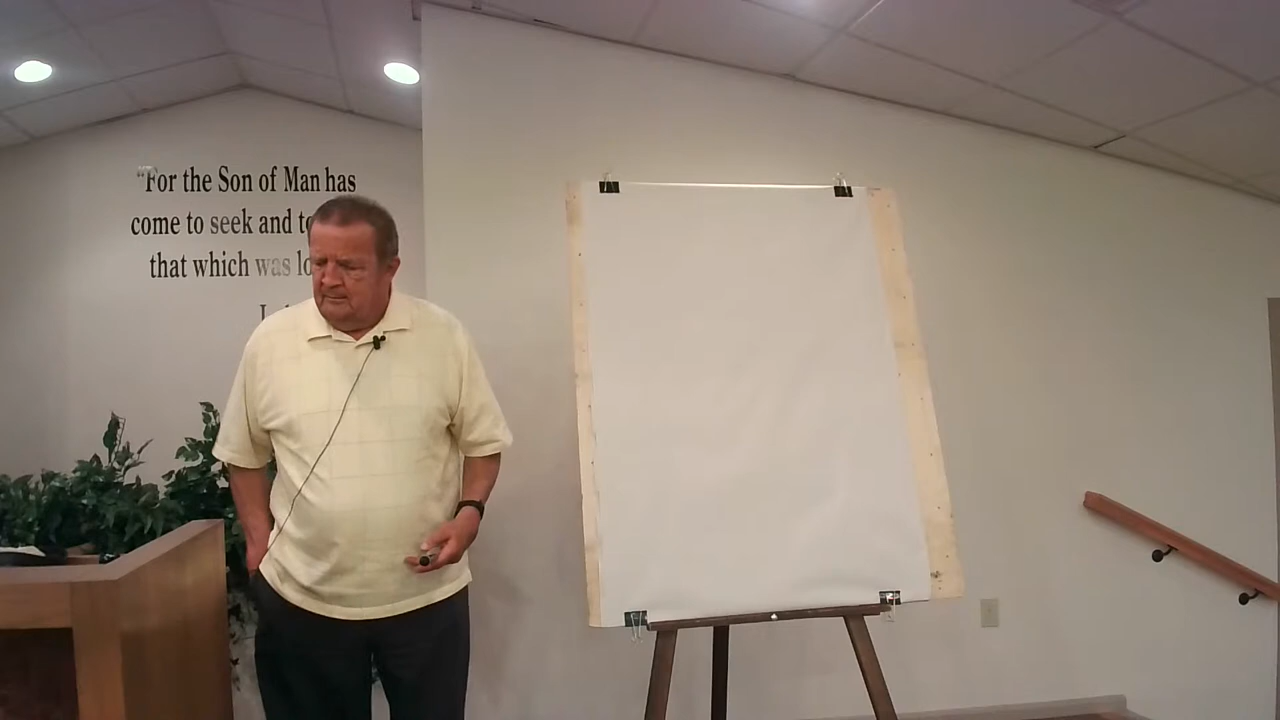 "For the Son of Man has
come to seek and to
that which was lo